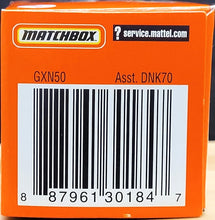 MATCHBOX ? service.mattel.com
GXN50 Asst. DNK70
8 87961 30184 7